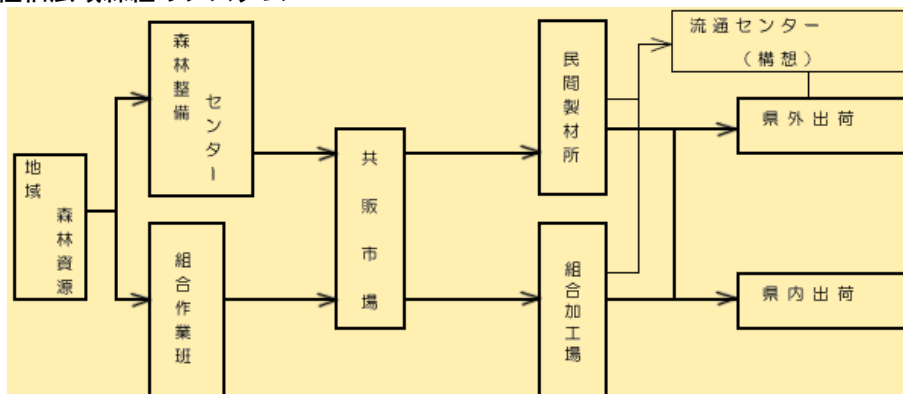 地域
森林資源
森林整備
センター
組合作業班
共販市場
民間製材所
組合加工場
流通センター
（構想）
県外出荷
県内出荷